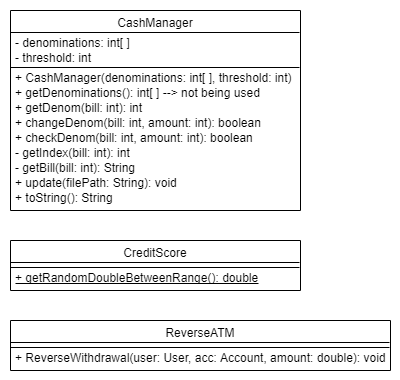 CashManager
- denominations: int[ ]
- threshold: int
+ CashManager(denominations: int[ ], threshold: int)
+ getDenominations(): int[ ] --> not being used
+ getDenom(bill: int): int
+ changeDenom(bill: int, amount: int): boolean
+ checkDenom(bill: int, amount: int): boolean
- getIndex(bill: int): int
- getBill(bill: int): String
+ update(filePath: String): void
+ toString(): String
CreditScore
+ getRandomDoubleBetweenRange(): double
ReverseATM
+ ReverseWithdrawal(user: User, acc: Account, amount: double): void